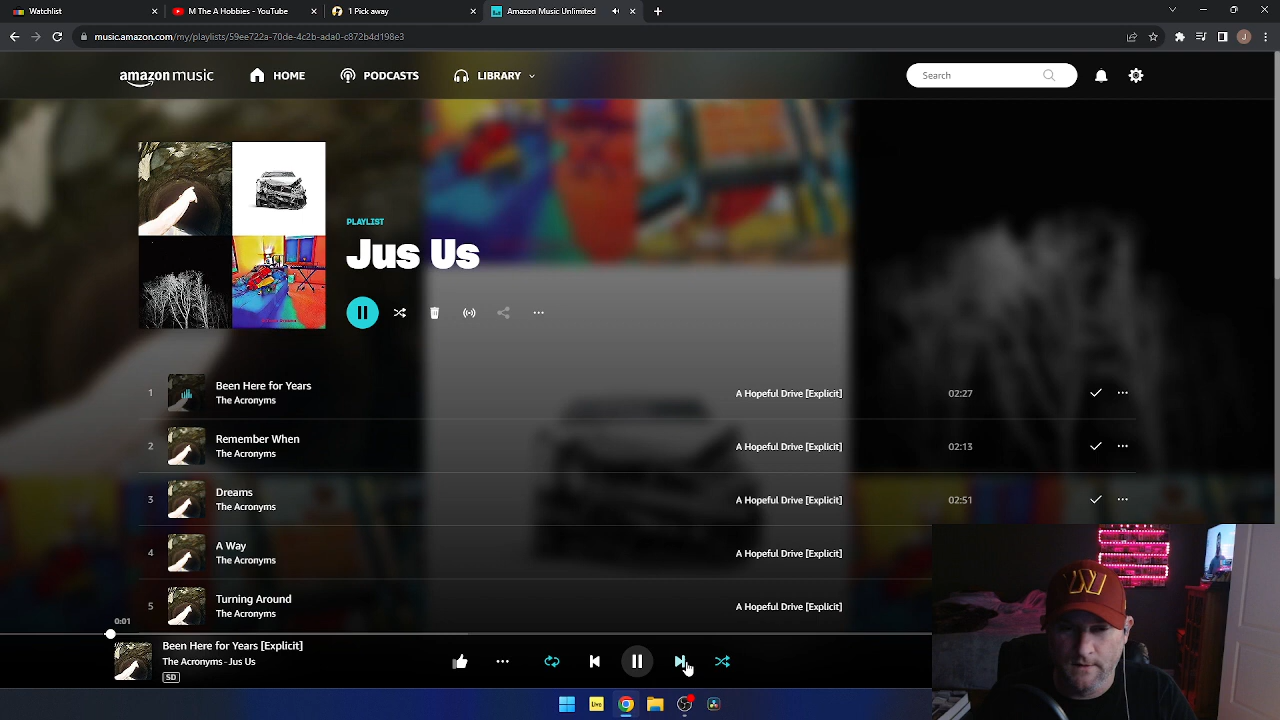 Watchlist
M The A Hobbies - YouTube
1 Pick away
Amazon Music Unlimited
music.amazon.com/my/playlists/59ee722a-70de-4c2b-ada0-c872b4d198e3
J
amazon music
HOME
PODCASTS
LIBRARY
Search
PLAYLIST
Jus Us
1
Been Here for Years
The Acronyms
A Hopeful Drive [Explicit]
02:27
2
Remember When
The Acronyms
A Hopeful Drive [Explicit]
02:13
3
Dreams
The Acronyms
A Hopeful Drive [Explicit]
02:51
4
A Way
The Acronyms
A Hopeful Drive [Explicit]
5
Turning Around
The Acronyms
A Hopeful Drive [Explicit]
0:01
Been Here for Years [Explicit]
The Acronyms - Jus Us
SD
Live